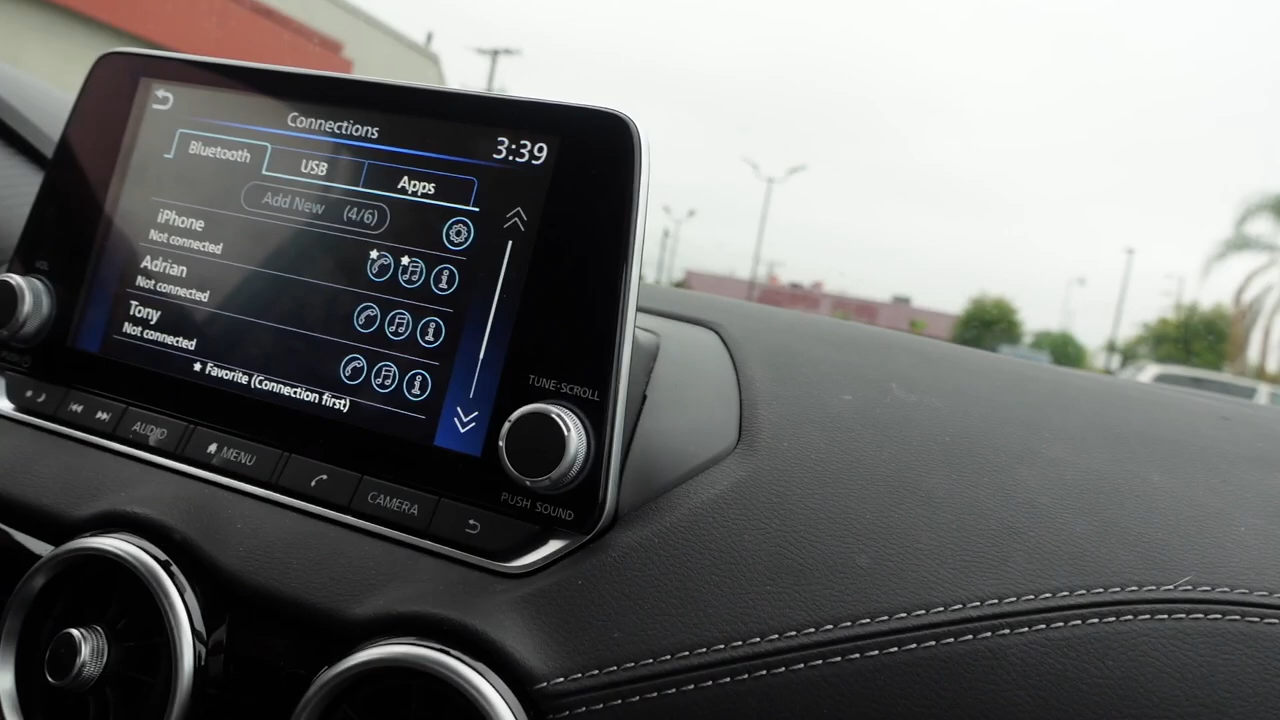 Connections
3:39
Bluetooth
USB
Apps
Add New (4/6)
iPhone
Not connected
Adrian
Not connected
Tony
Not connected
Favorite (Connection first)
VOL
TUNE·SCROLL
PUSH SOUND
AUDIO
MENU
CAMERA